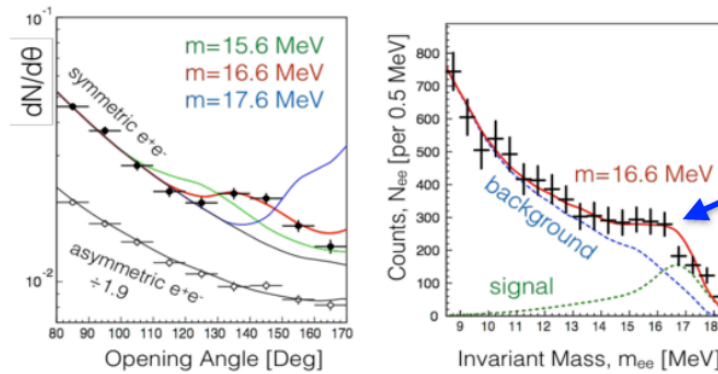 10⁻¹
dN/dθ
10⁻²
symmetric e⁺e⁻
m=15.6 MeV
m=16.6 MeV
m=17.6 MeV
asymmetric e⁺e⁻
÷1.9
80 90 100 110 120 130 140 150 160 170
Opening Angle [Deg]
Counts, Nee [per 0.5 MeV]
800
700
600
500
400
300
200
100
0
m=16.6 MeV
background
signal
9 10 11 12 13 14 15 16 17 18
Invariant Mass, mee [MeV]